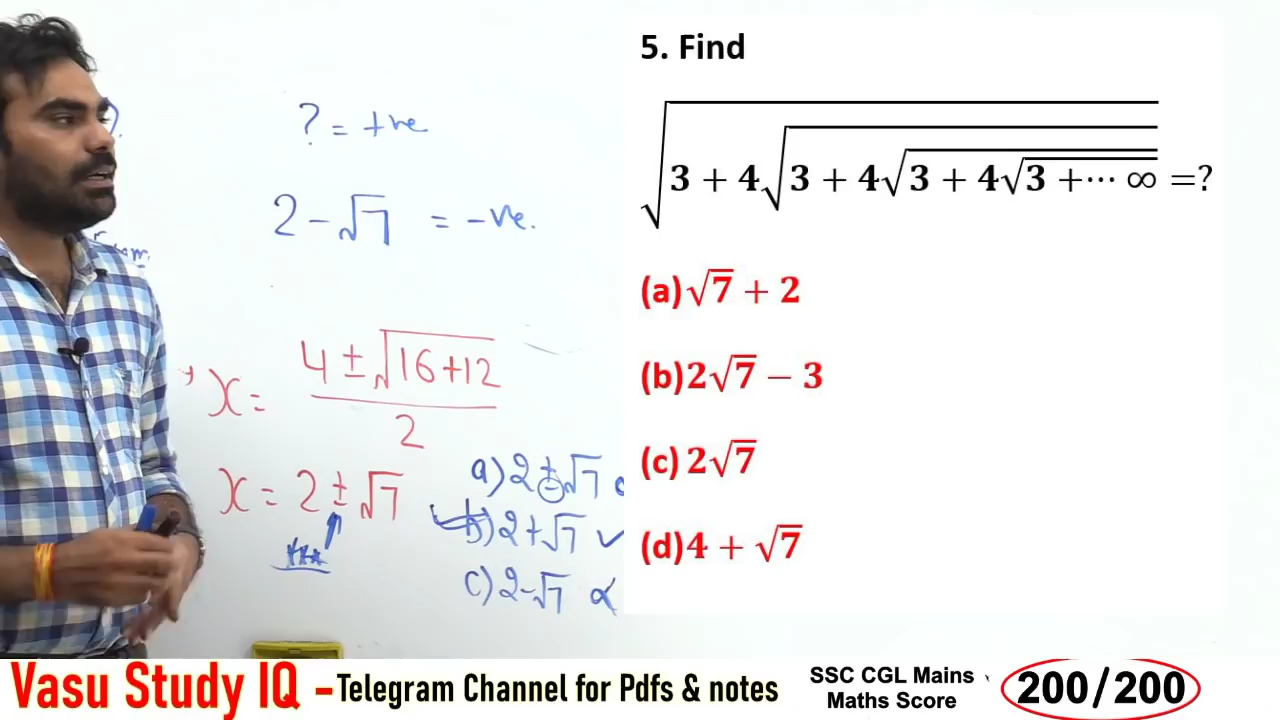 5. Find
√3 + 4√3 + 4√3 + 4√3 +⋯ ∞ =?
(a)√7 + 2
(b)2√7 − 3
(c) 2√7
(d)4 + √7
? = +ve
2 - √7 = -ve.
x = 4 ± √16+12
2
x = 2 ± √7
a) 2 ± √7
b) 2 + √7 ✓
c) 2 - √7
Vasu Study IQ – Telegram Channel for Pdfs & notes
SSC CGL Mains
Maths Score
200/200